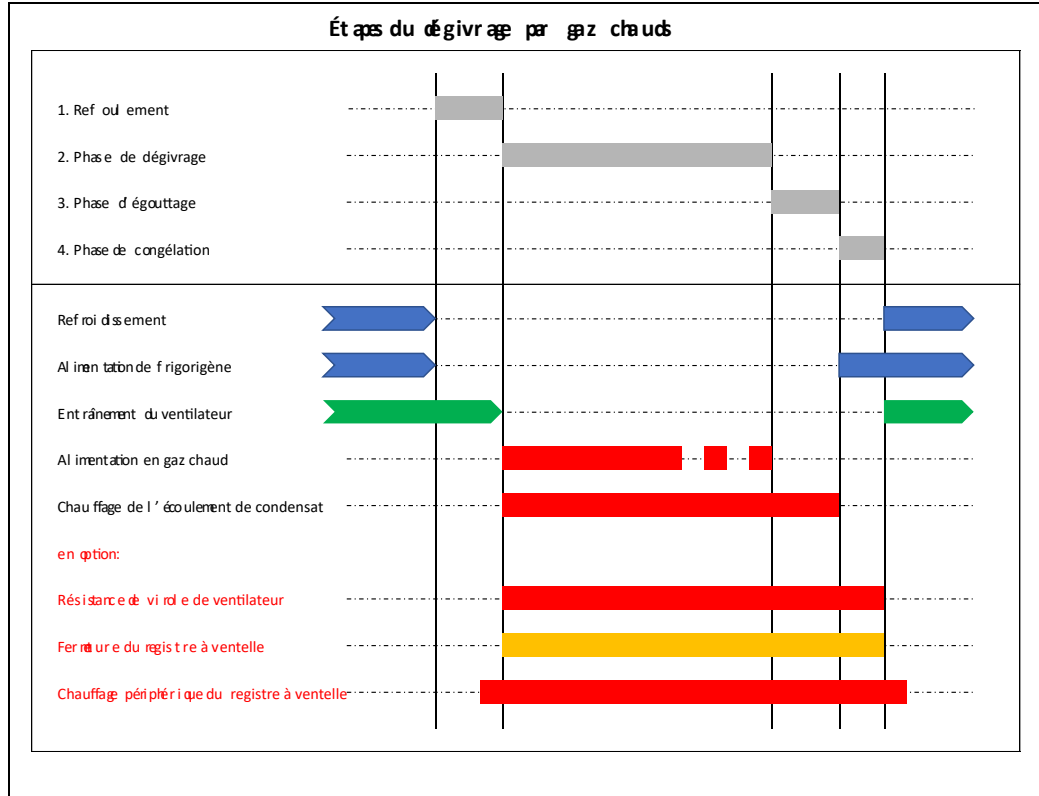 Étapes du dégivrage par gaz chauds
1. Refoulement
2. Phase de dégivrage
3. Phase d'égouttage
4. Phase de congélation
Refroidissement
Alimentation de frigorigène
Entraînement du ventilateur
Alimentation en gaz chaud
Chauffage de l'écoulement de condensat
en option:
Résistance de virole de ventilateur
Fermeture du registre à ventelle
Chauffage périphérique du registre à ventelle